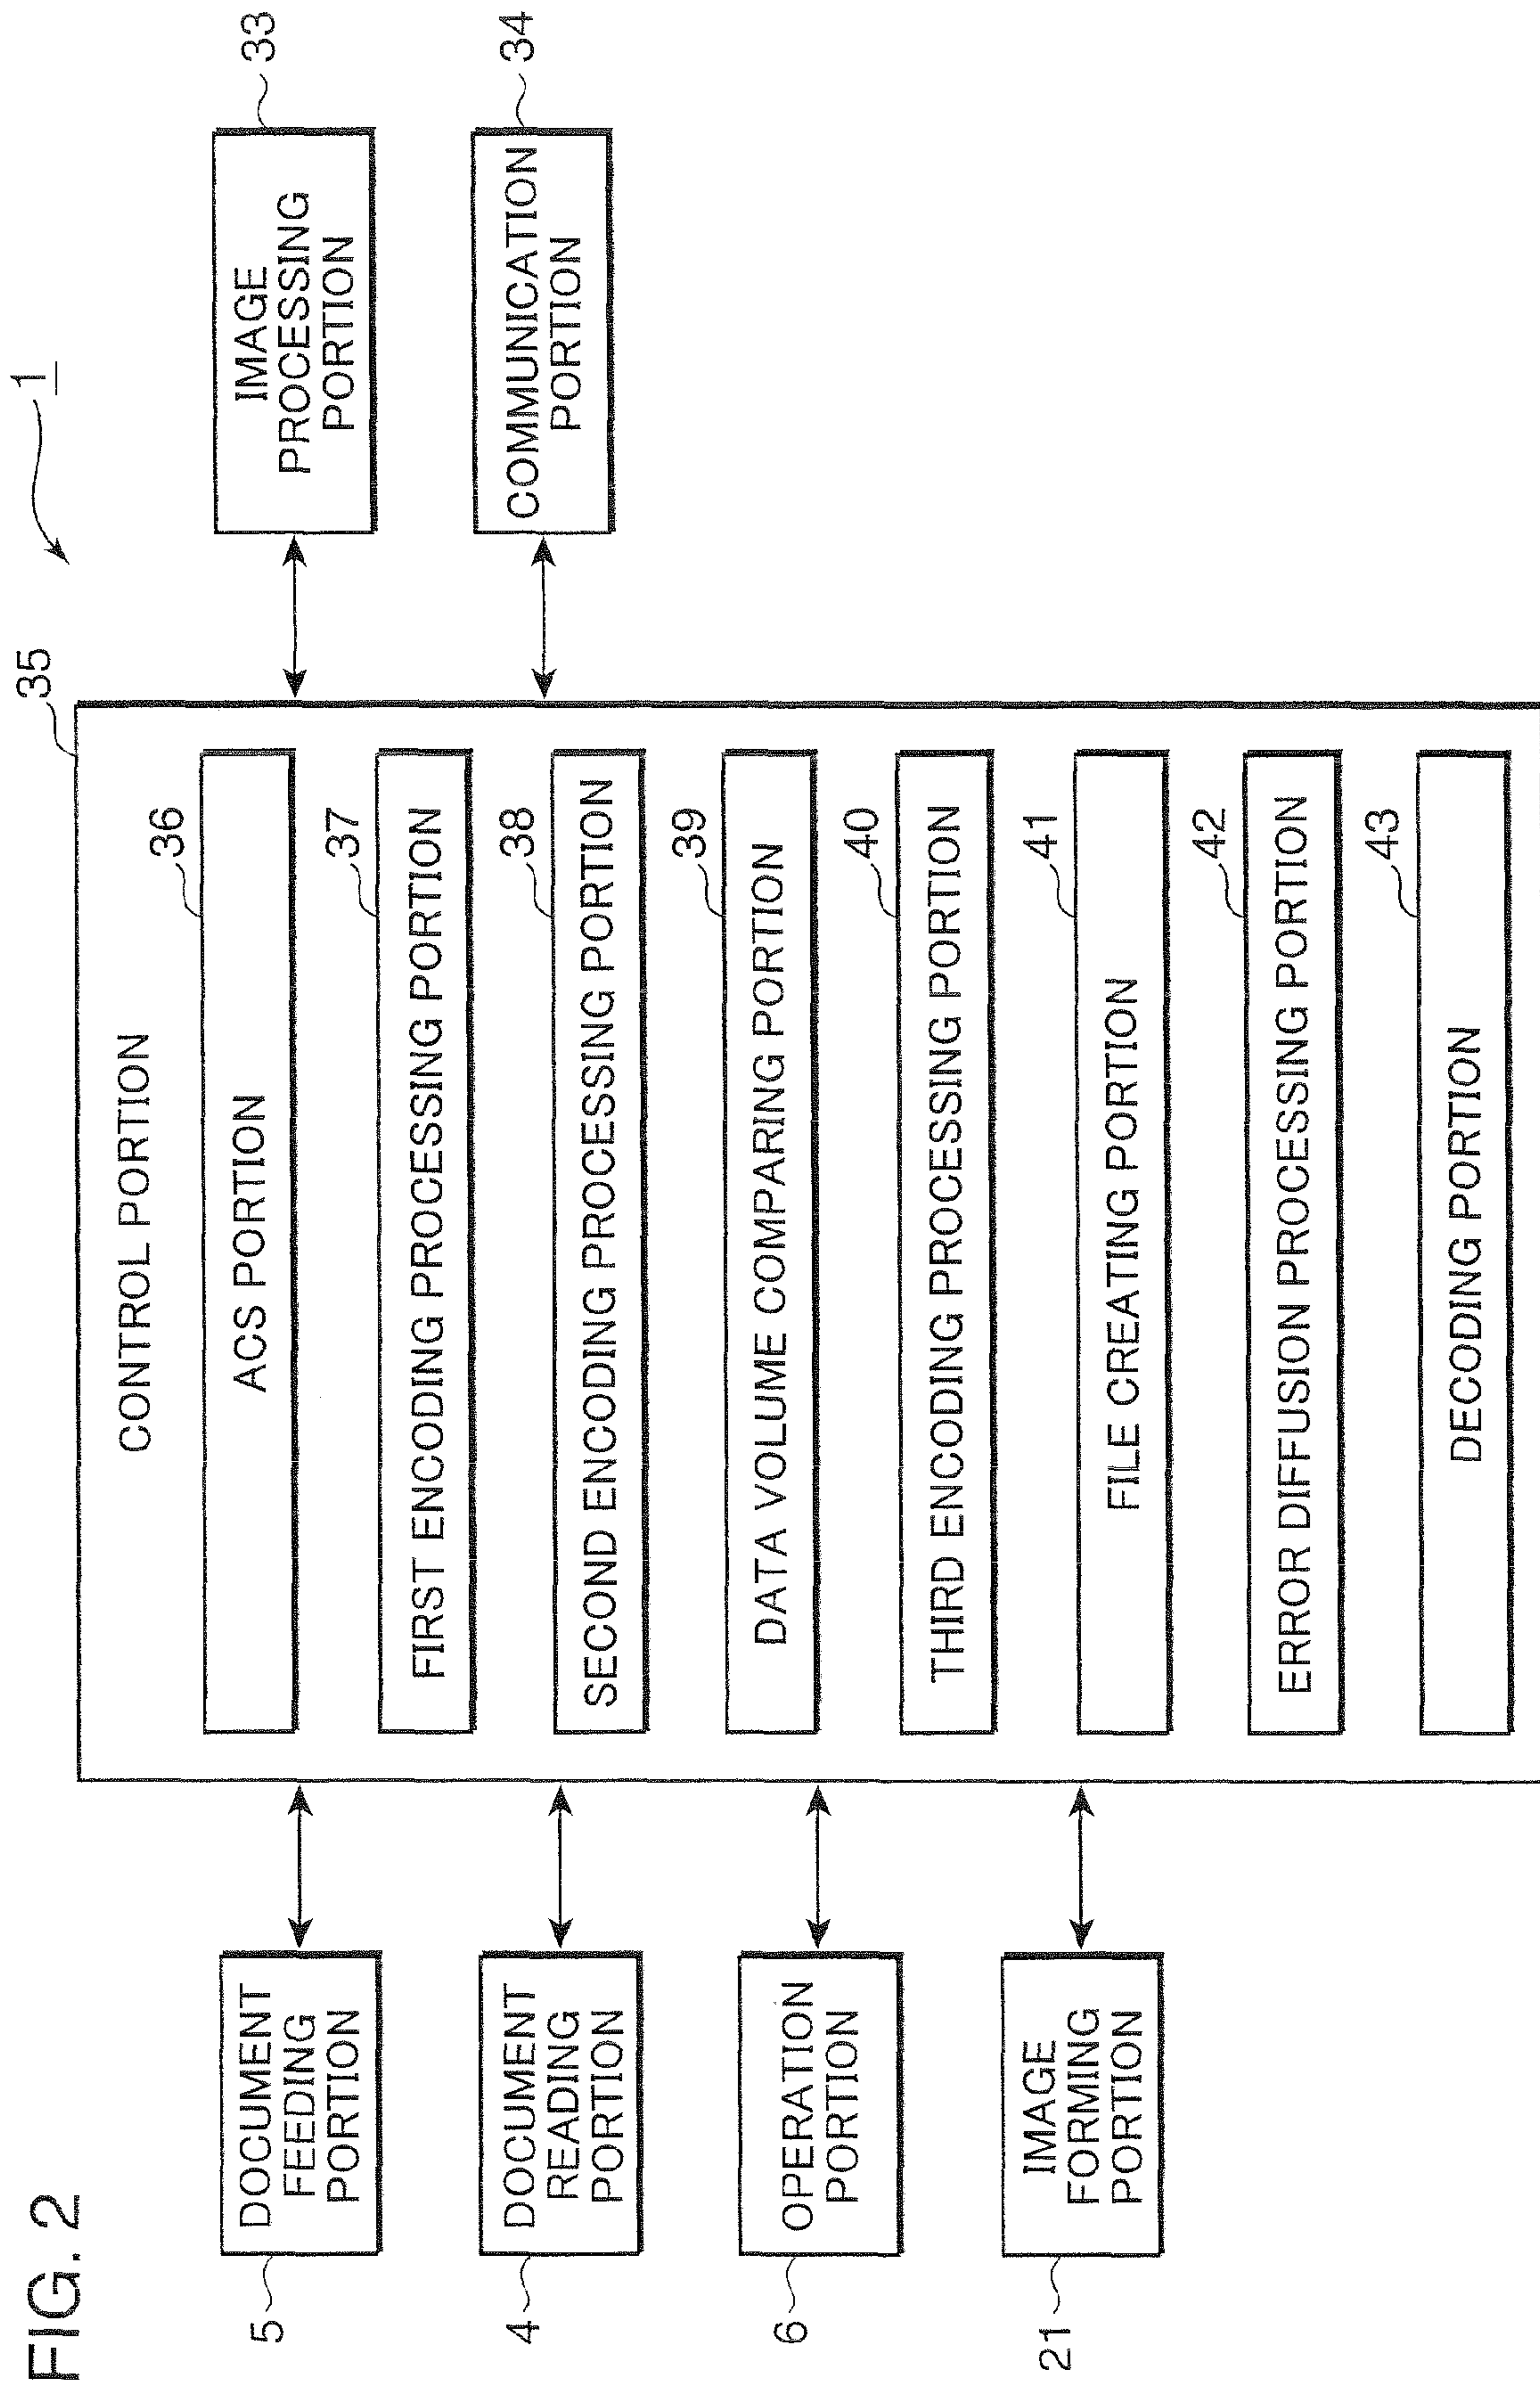 FIG. 2
1
5
DOCUMENT
FEEDING
PORTION
4
DOCUMENT
READING
PORTION
6
OPERATION
PORTION
21
IMAGE
FORMING
PORTION
35
CONTROL PORTION
36
ACS PORTION
37
FIRST ENCODING PROCESSING PORTION
38
SECOND ENCODING PROCESSING PORTION
39
DATA VOLUME COMPARING PORTION
40
THIRD ENCODING PROCESSING PORTION
41
FILE CREATING PORTION
42
ERROR DIFFUSION PROCESSING PORTION
43
DECODING PORTION
33
IMAGE
PROCESSING
PORTION
34
COMMUNICATION
PORTION